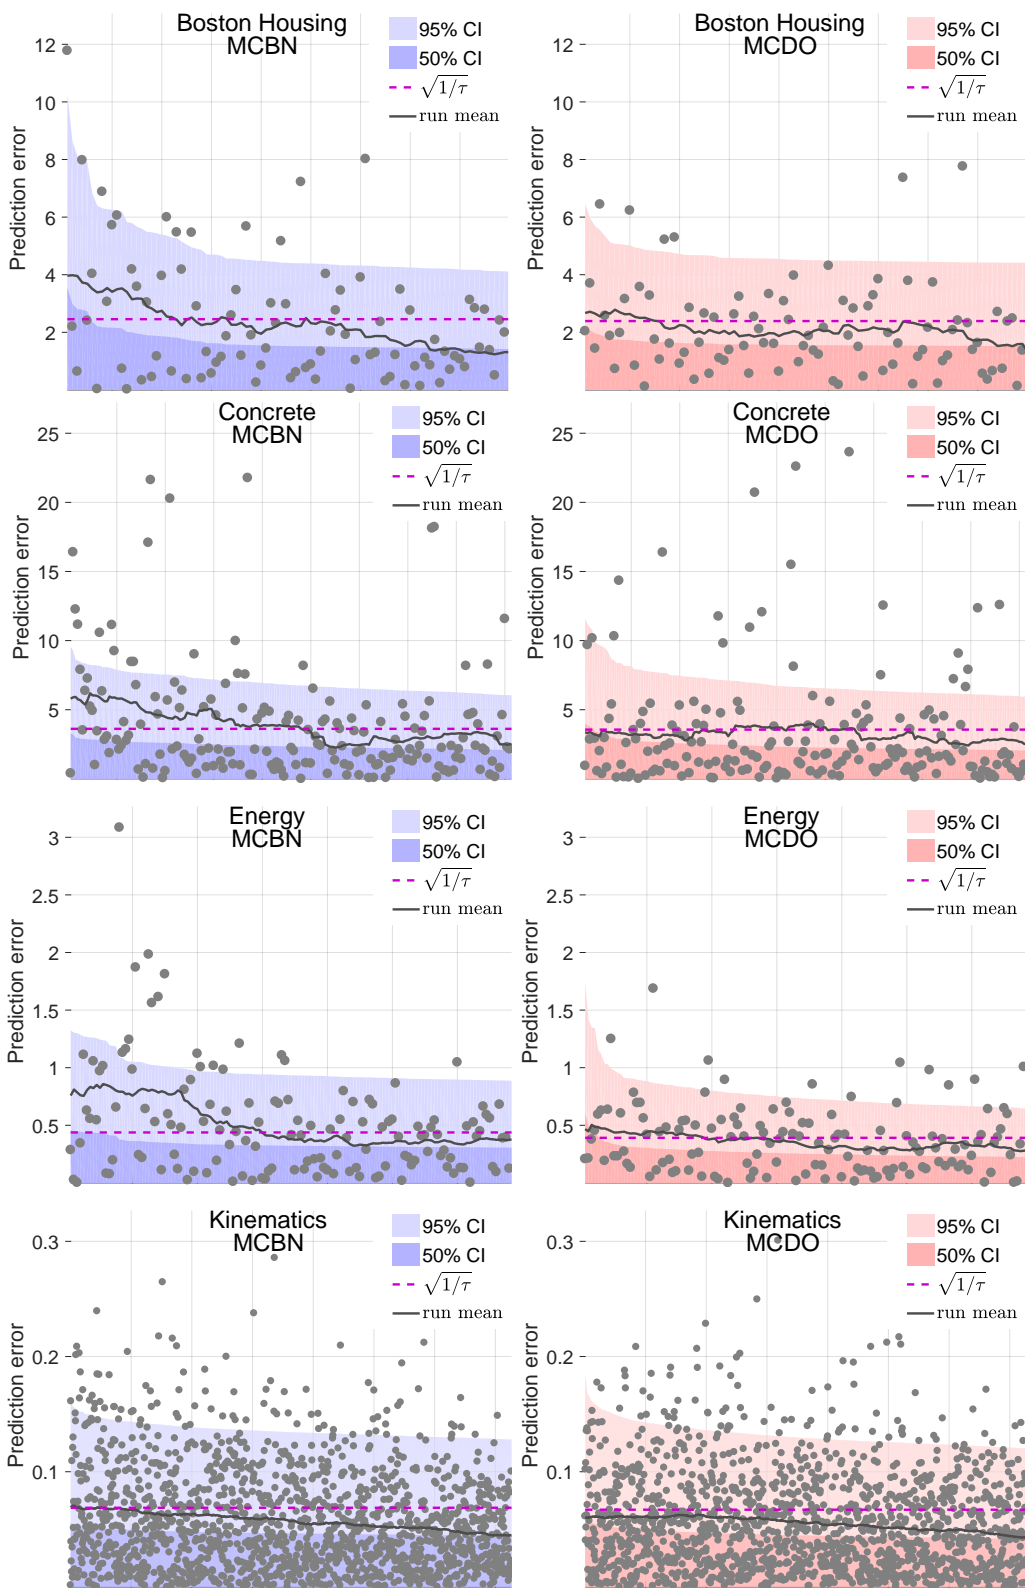 Boston Housing
MCBN
95% CI
50% CI
√1/τ
run mean
Prediction error
12
10
8
6
4
2
Boston Housing
MCDO
95% CI
50% CI
√1/τ
run mean
Prediction error
12
10
8
6
4
2
Concrete
MCBN
95% CI
50% CI
√1/τ
run mean
Prediction error
25
20
15
10
5
Concrete
MCDO
95% CI
50% CI
√1/τ
run mean
Prediction error
25
20
15
10
5
Energy
MCBN
95% CI
50% CI
√1/τ
run mean
Prediction error
3
2.5
2
1.5
1
0.5
Energy
MCDO
95% CI
50% CI
√1/τ
run mean
Prediction error
3
2.5
2
1.5
1
0.5
Kinematics
MCBN
95% CI
50% CI
√1/τ
run mean
Prediction error
0.3
0.2
0.1
Kinematics
MCDO
95% CI
50% CI
√1/τ
run mean
Prediction error
0.3
0.2
0.1